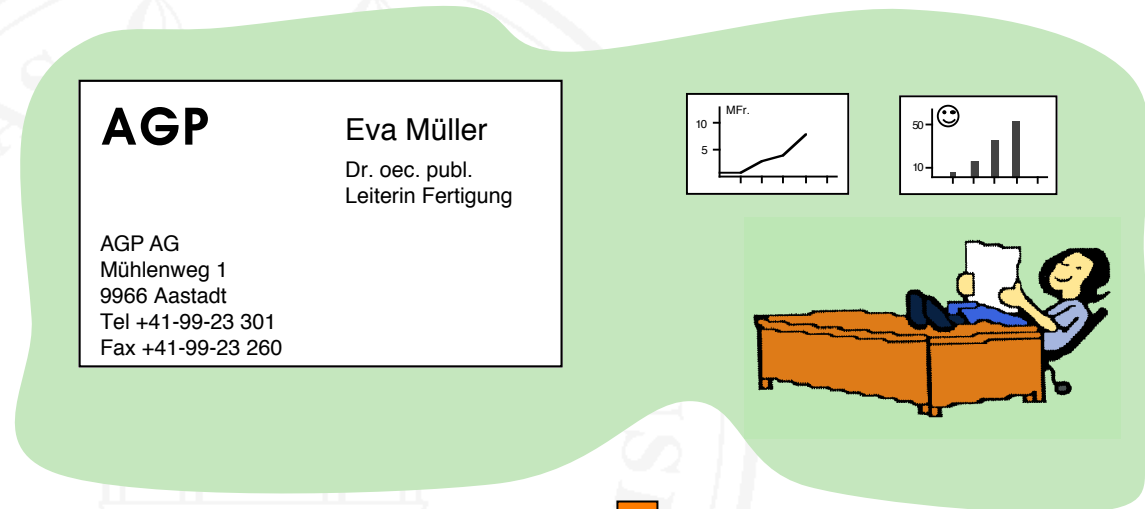 AGP
Eva Müller
Dr. oec. publ.
Leiterin Fertigung
AGP AG
Mühlenweg 1
9966 Aastadt
Tel +41-99-23 301
Fax +41-99-23 260
MFr.
10
5
50
10